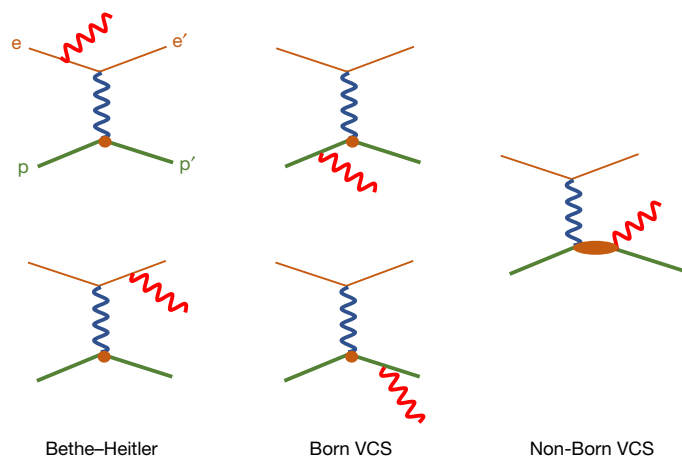 e
e′
p
p′
Bethe–Heitler
Born VCS
Non-Born VCS